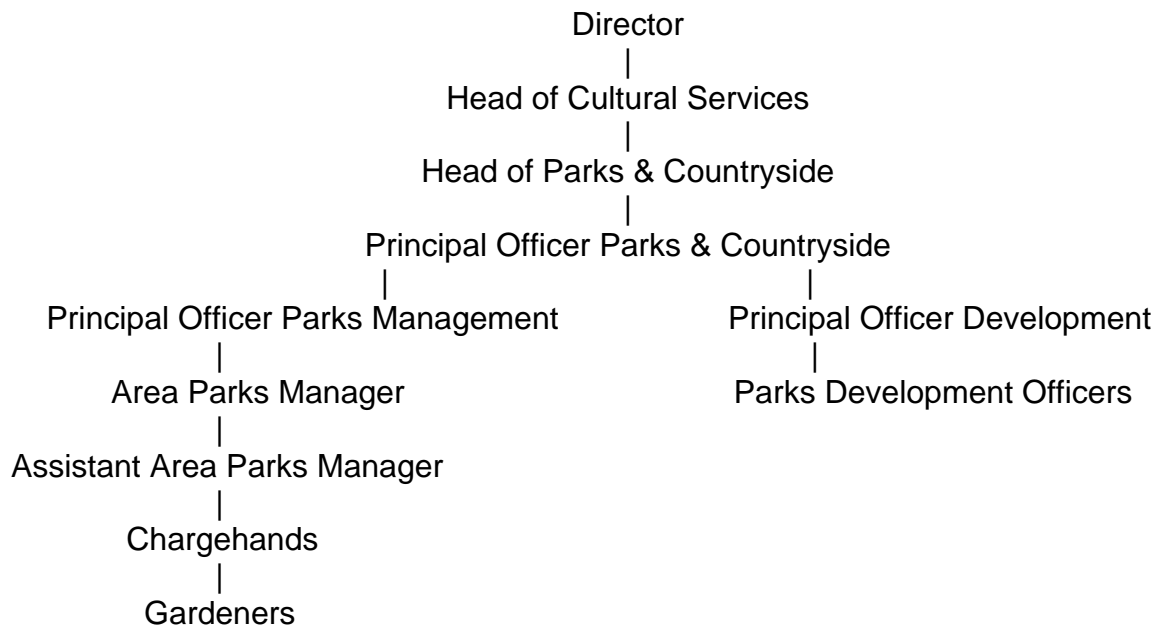 Director
|
Head of Cultural Services
|
Head of Parks & Countryside
|
Principal Officer Parks & Countryside
| |
Principal Officer Parks Management Principal Officer Development
| |
Area Parks Manager Parks Development Officers
|
Assistant Area Parks Manager
|
Chargehands
|
Gardeners